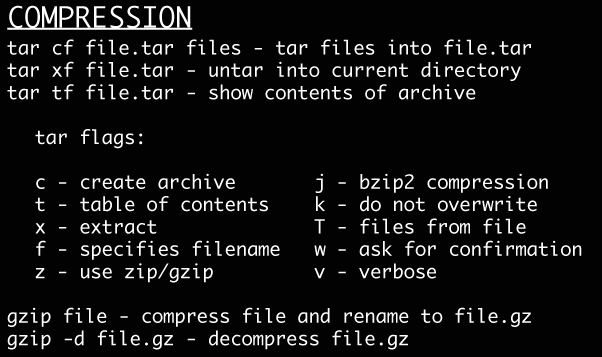 COMPRESSION
tar cf file.tar files - tar files into file.tar
tar xf file.tar - untar into current directory
tar tf file.tar - show contents of archive
tar flags:
c - create archive j - bzip2 compression
t - table of contents k - do not overwrite
x - extract T - files from file
f - specifies filename w - ask for confirmation
z - use zip/gzip v - verbose
gzip file - compress file and rename to file.gz
gzip -d file.gz - decompress file.gz